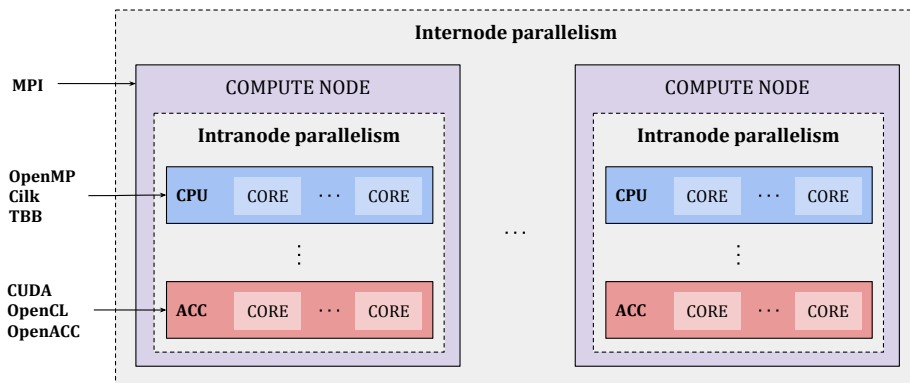 Internode parallelism
MPI
COMPUTE NODE
Intranode parallelism
OpenMP
Cilk
TBB
CPU CORE ··· CORE
⋮
CUDA
OpenCL
OpenACC
ACC CORE ··· CORE
···
COMPUTE NODE
Intranode parallelism
CPU CORE ··· CORE
⋮
ACC CORE ··· CORE